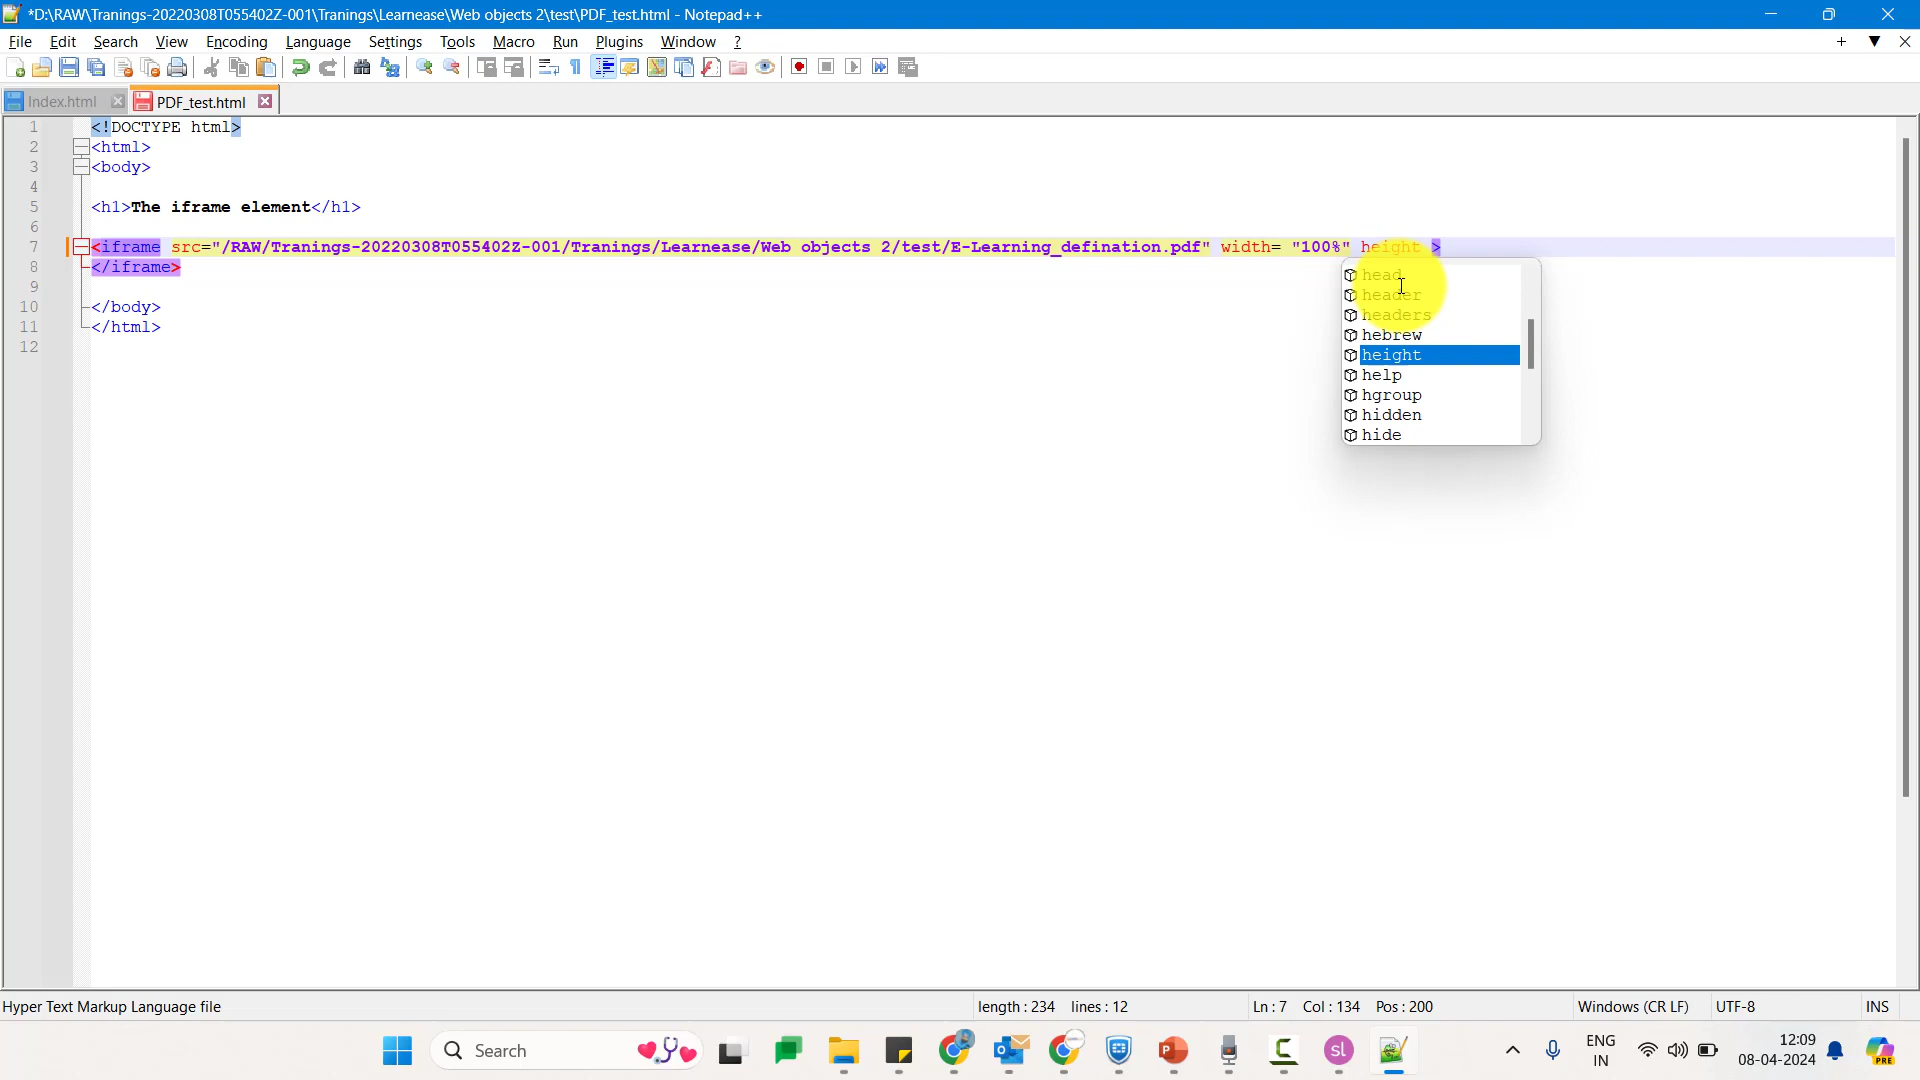 *D:\RAW\Tranings-20220308T055402Z-001\Tranings\Learnease\Web objects 2\test\PDF_test.html - Notepad++
File Edit Search View Encoding Language Settings Tools Macro Run Plugins Window ?
Index.html PDF_test.html
1 <!DOCTYPE html>
2 <html>
3 <body>
4
5 <h1>The iframe element</h1>
6
7 <iframe src="/RAW/Tranings-20220308T055402Z-001/Tranings/Learnease/Web objects 2/test/E-Learning_defination.pdf" width= "100%" height >
8 </iframe>
9
10 </body>
11 </html>
12
head
header
headers
hebrew
height
help
hgroup
hidden
hide
Hyper Text Markup Language file length : 234 lines : 12 Ln : 7 Col : 134 Pos : 200 Windows (CR LF) UTF-8 INS
Search
ENG
IN
12:09
08-04-2024
PRE